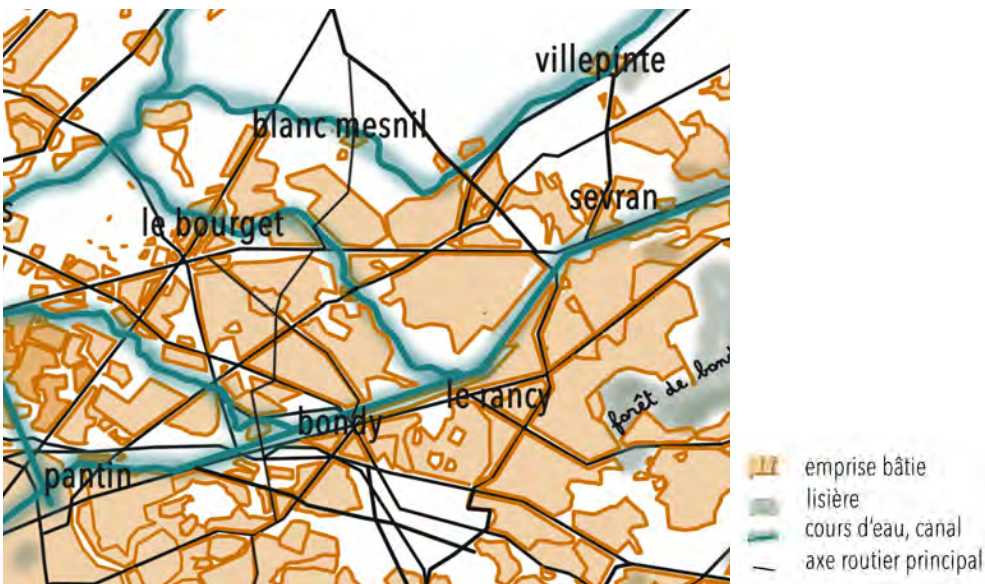 villepinte
blanc mesnil
sevran
s
le bourget
le rancy
forêt de bond
bondy
pantin
emprise bâtie
lisière
cours d'eau, canal
axe routier principal